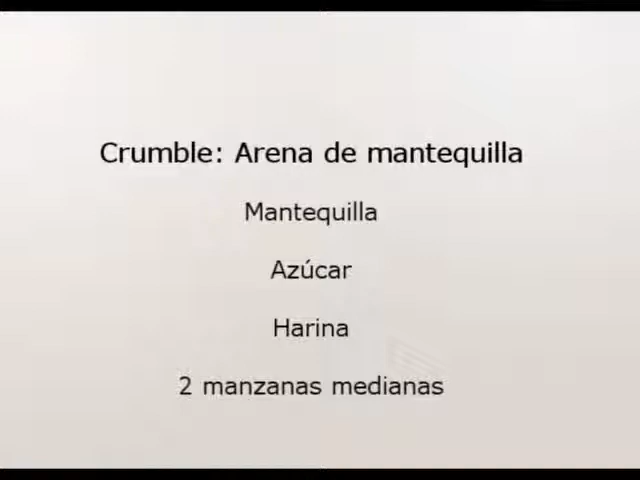 Crumble: Arena de mantequilla
Mantequilla
Azúcar
Harina
2 manzanas medianas